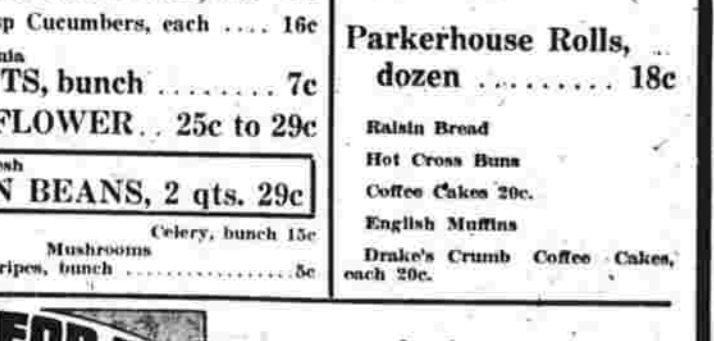 Cucumbers, each .... 16c
TS, bunch ........ 7c
FLOWER .. 25c to 29c
BEANS, 2 qts. 29c
Celery, bunch 15c
Mushrooms
bunch .................. 5c
Parkerhouse Rolls,
dozen ......... 18c
Raisin Bread
Hot Cross Buns
Coffee Cakes 20c.
English Muffins
Drake's Crumb Coffee Cakes,
each 20c.